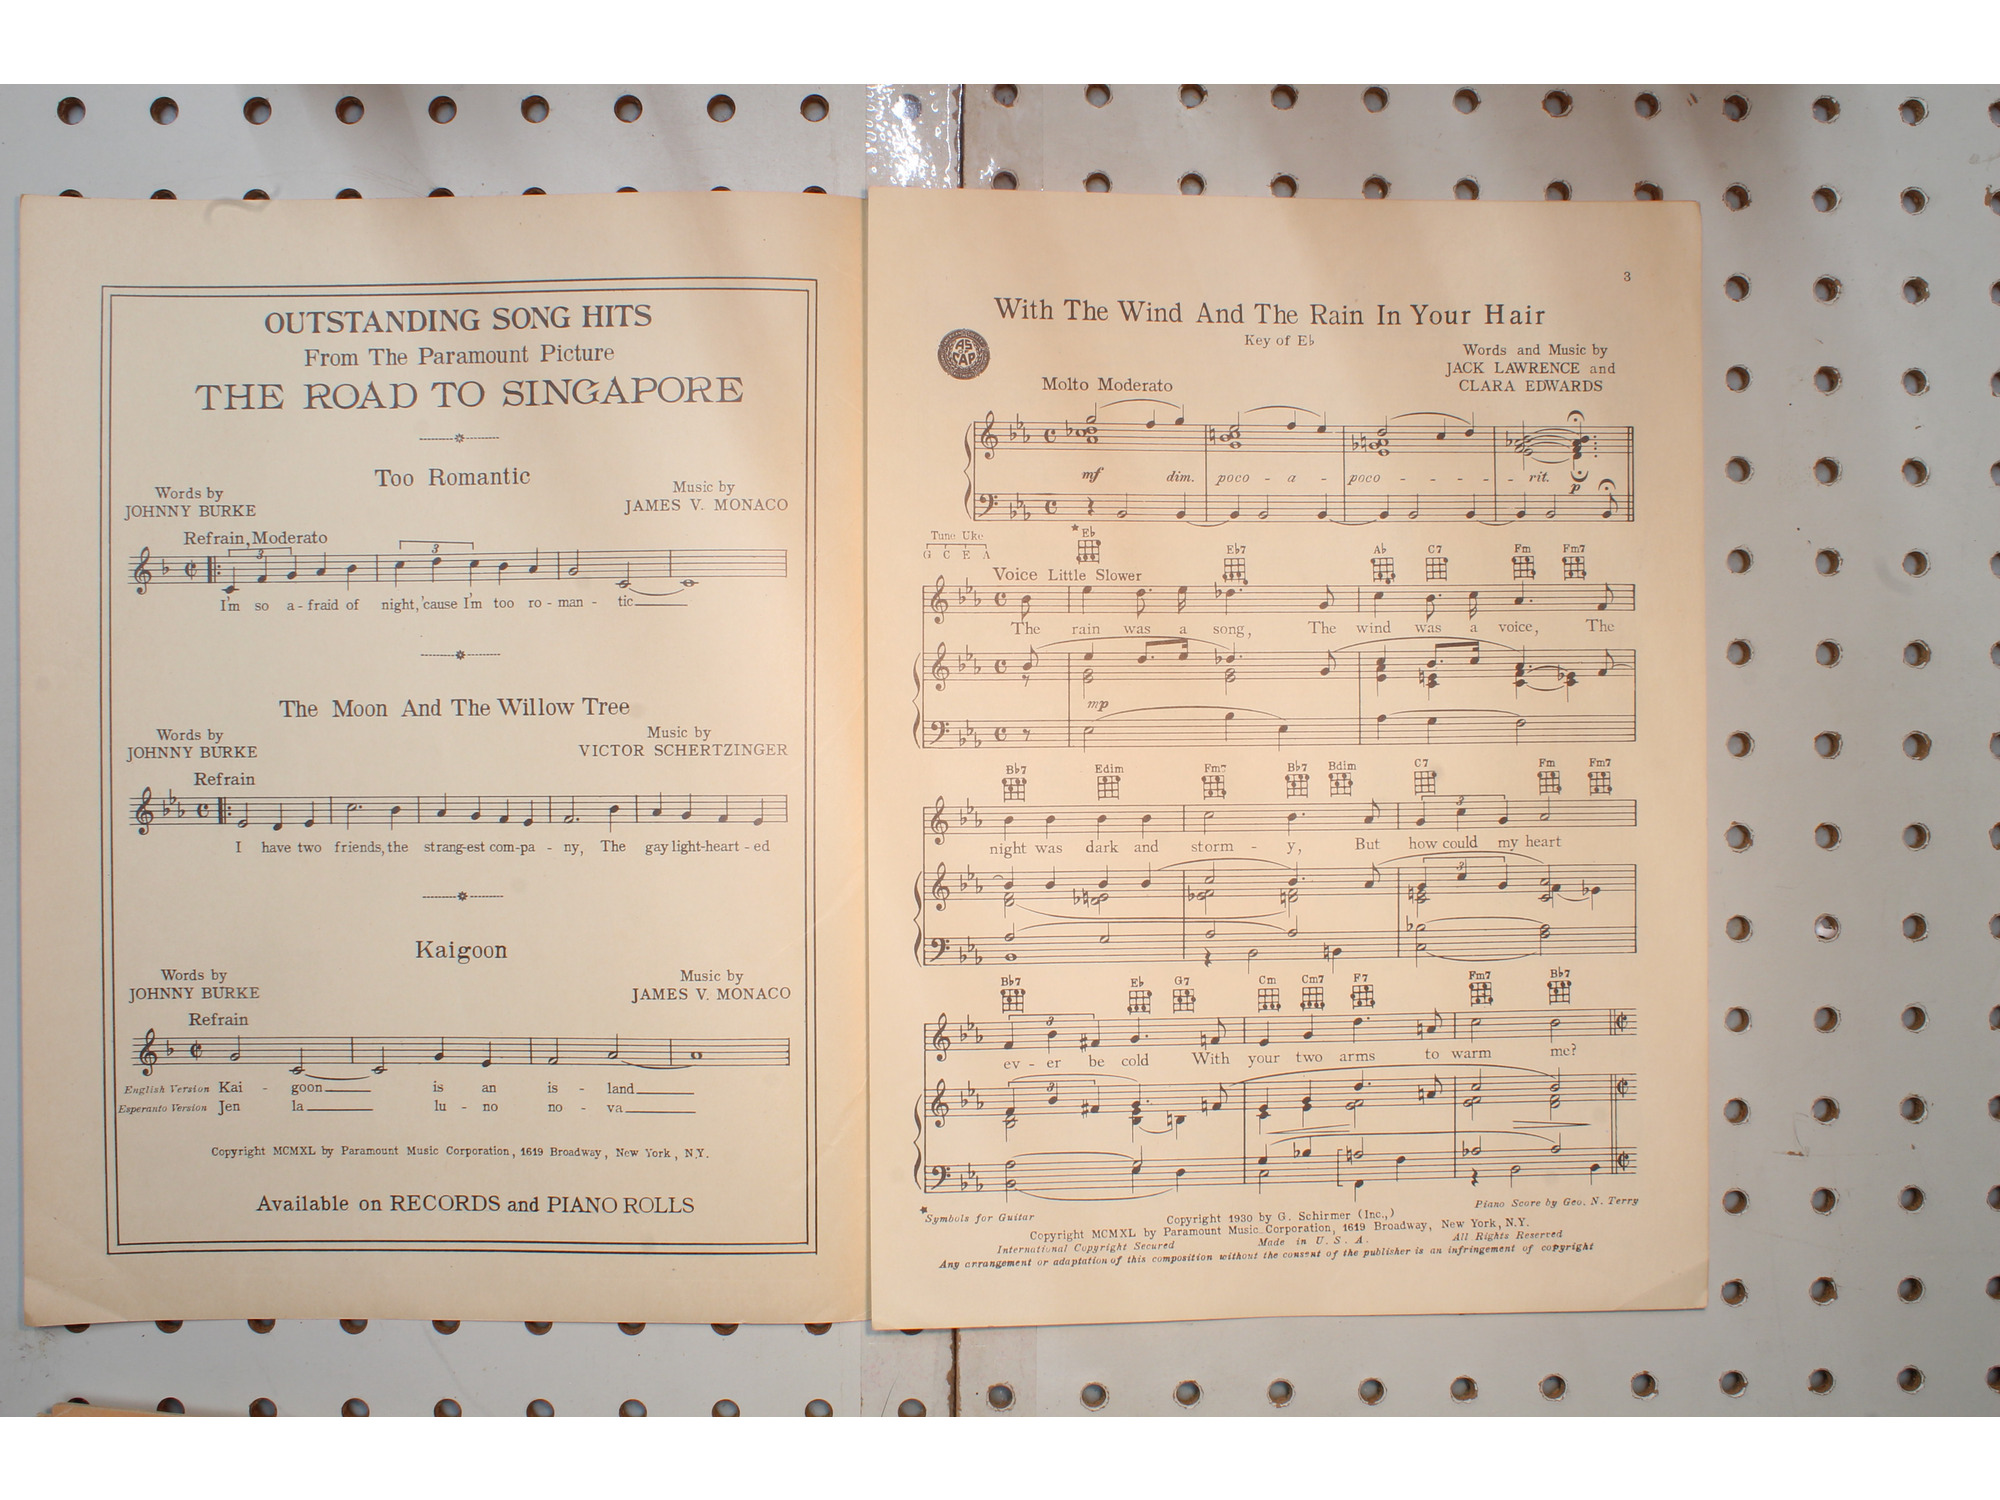 OUTSTANDING SONG HITS
From The Paramount Picture
THE ROAD TO SINGAPORE
Too Romantic
Words by
JOHNNY BURKE
Music by
JAMES V. MONACO
Refrain, Moderato
3 3
I'm so a-fraid of night, 'cause I'm too ro-man-tic
The Moon And The Willow Tree
Words by
JOHNNY BURKE
Music by
VICTOR SCHERTZINGER
Refrain
I have two friends, the strang-est com-pa-ny, The gay light-heart-ed
Kaigoon
Words by
JOHNNY BURKE
Music by
JAMES V. MONACO
Refrain
English Version Kai-goon is an is-land
Esperanto Version Jen la lu-no no-va
Copyright MCMXL by Paramount Music Corporation, 1619 Broadway, New York, N.Y.
Available on RECORDS and PIANO ROLLS
3
With The Wind And The Rain In Your Hair
Key of E♭
AS CAP
Words and Music by
JACK LAWRENCE and
CLARA EDWARDS
Molto Moderato
mf dim. poco - a - poco - - - - rit. p
Tune Uke
G C E A
*E♭ E♭7 A♭ C7 Fm Fm7
Voice Little Slower
The rain was a song, The wind was a voice, The
mp
B♭7 Edim Fm7 B♭7 Bdim C7 Fm Fm7
3
night was dark and storm-y, But how could my heart
3
B♭7 E♭ G7 Cm Cm7 F7 Fm7 B♭7
3
ev-er be cold With your two arms to warm me?
3
*Symbols for Guitar
Piano Score by Geo. N. Terry
Copyright 1930 by G. Schirmer (Inc.,)
Copyright MCMXL by Paramount Music Corporation, 1619 Broadway, New York, N.Y.
International Copyright Secured Made in U.S.A. All Rights Reserved
Any arrangement or adaptation of this composition without the consent of the publisher is an infringement of copyright